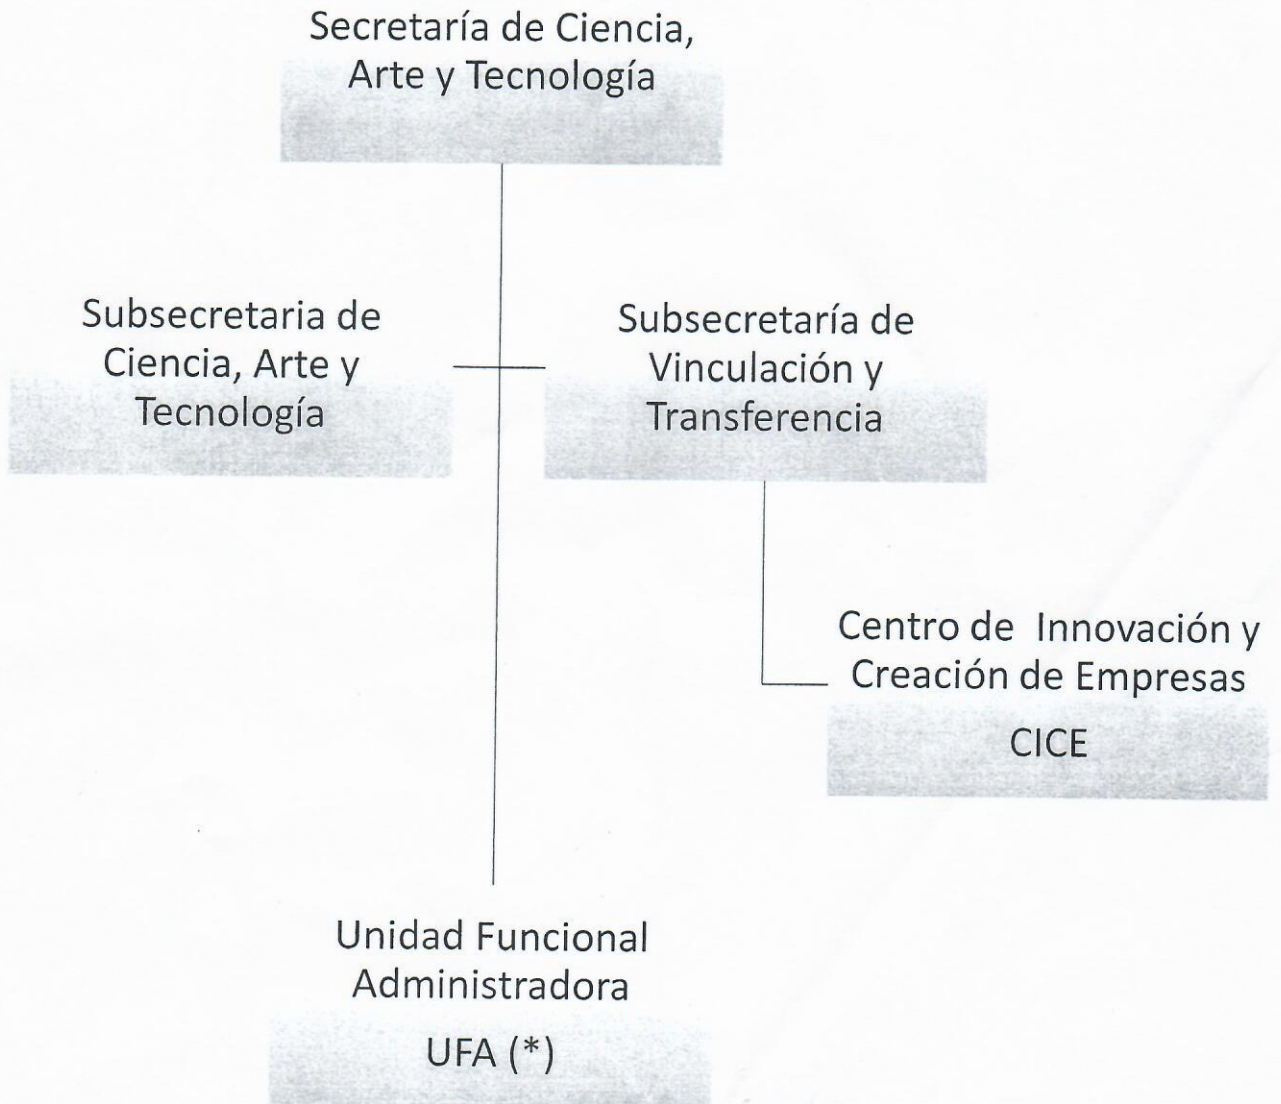 Secretaría de Ciencia,
Arte y Tecnología
Subsecretaria de
Ciencia, Arte y
Tecnología
Subsecretaría de
Vinculación y
Transferencia
Centro de Innovación y
Creación de Empresas
CICE
Unidad Funcional
Administradora
UFA (*)